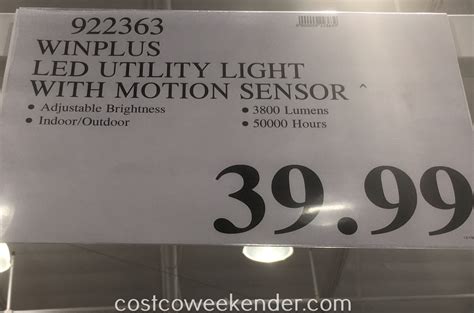 922363
WINPLUS
LED UTILITY LIGHT
WITH MOTION SENSOR ^
• Adjustable Brightness
• Indoor/Outdoor
• 3800 Lumens
• 50000 Hours
39.99
costcoweekender.com